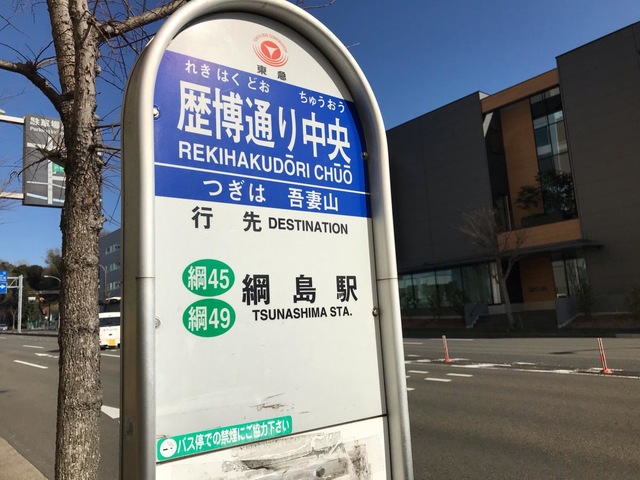 東急
れきはくどお ちゅうおう
歴博通り中央
REKIHAKUDŌRI CHŪŌ
つぎは 吾妻山
行先 DESTINATION
綱45
綱49
綱島駅
TSUNASHIMA STA.
バス停での禁煙にご協力下さい